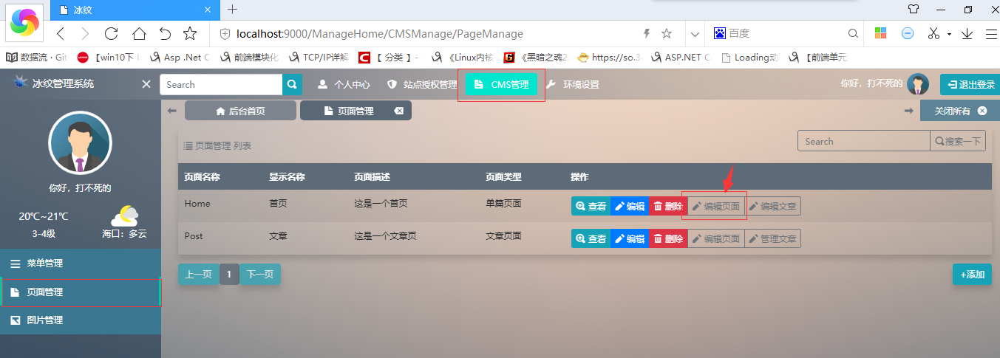 冰纹
localhost:9000/ManageHome/CMSManage/PageManage
百度
数据流 · Git
【win10下 I
Asp .Net C
前端模块化
TCP/IP详解
【 分类 】-
《Linux内核
《黑暗之魂2
https://so.3
ASP.NET C
Loading动
【前端单元
冰纹管理系统
Search
个人中心
站点授权管理
CMS管理
环境设置
你好，打不死的
退出登录
后台首页
页面管理
关闭所有
你好，打不死的
20℃~21℃
3-4级
海口：多云
菜单管理
页面管理
图片管理
页面管理 列表
Search
搜索一下
页面名称 显示名称 页面描述 页面类型 操作
Home 首页 这是一个首页 单篇页面 查看 编辑 删除 编辑页面 编辑文章
Post 文章 这是一个文章页 文章页面 查看 编辑 删除 编辑页面 管理文章
上一页 1 下一页
+添加